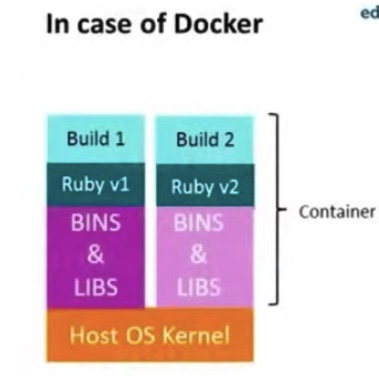 In case of Docker
ed
Build 1
Build 2
Ruby v1
Ruby v2
BINS
&
LIBS
BINS
&
LIBS
Container
Host OS Kernel